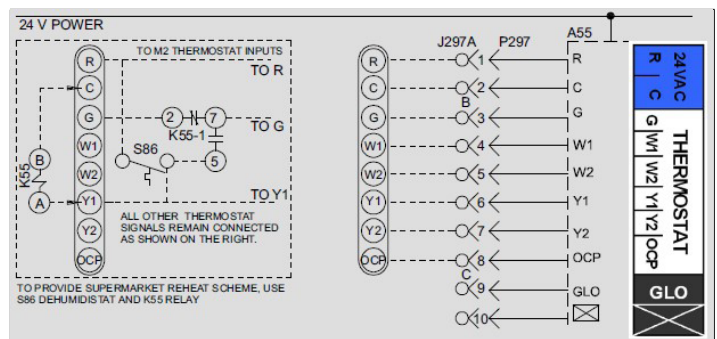 24 V POWER
TO M2 THERMOSTAT INPUTS
R
TO R
C
G
2
7
TO G
K55-1
B
K55
A
W1
S86
5
W2
Y1
TO Y1
ALL OTHER THERMOSTAT
SIGNALS REMAIN CONNECTED
AS SHOWN ON THE RIGHT.
Y2
OCP
TO PROVIDE SUPERMARKET REHEAT SCHEME, USE
S86 DEHUMIDISTAT AND K55 RELAY
J297A P297 A55
R 1 R
C 2 C
B
G 3 G
W1 4 W1
W2 5 W2
Y1 6 Y1
Y2 7 Y2
OCP 8 OCP
C
9 GLO
10
24VAC
R C
THERMOSTAT
G W1 W2 Y1 Y2 OCP
GLO